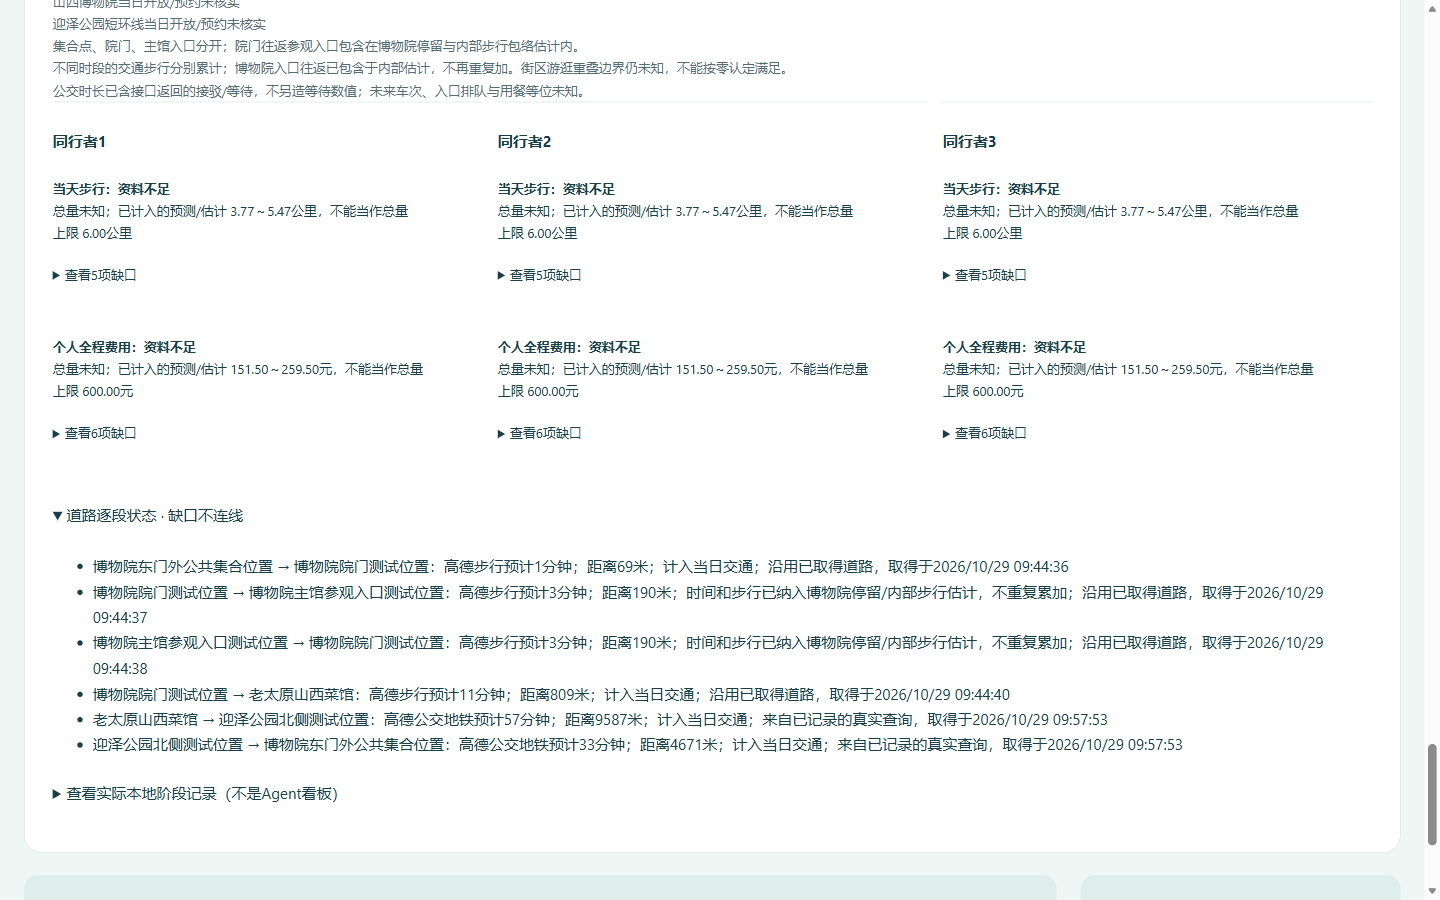 山西博物院当日开放/预约未核实
迎泽公园短环线当日开放/预约未核实
集合点、院门、主馆入口分开；院门往返参观入口包含在博物院停留与内部步行包络估计内。
不同时段的交通步行分别累计；博物院入口往返已包含于内部估计，不再重复加。街区游逛重叠边界仍未知，不能按零认定满足。
公交时长已含接口返回的接驳/等待，不另造等待数值；未来车次、入口排队与用餐等位未知。
同行者1
当天步行：资料不足
总量未知；已计入的预测/估计 3.77～5.47公里，不能当作总量
上限 6.00公里
▶ 查看5项缺口
个人全程费用：资料不足
总量未知；已计入的预测/估计 151.50～259.50元，不能当作总量
上限 600.00元
▶ 查看6项缺口
同行者2
当天步行：资料不足
总量未知；已计入的预测/估计 3.77～5.47公里，不能当作总量
上限 6.00公里
▶ 查看5项缺口
个人全程费用：资料不足
总量未知；已计入的预测/估计 151.50～259.50元，不能当作总量
上限 600.00元
▶ 查看6项缺口
同行者3
当天步行：资料不足
总量未知；已计入的预测/估计 3.77～5.47公里，不能当作总量
上限 6.00公里
▶ 查看5项缺口
个人全程费用：资料不足
总量未知；已计入的预测/估计 151.50～259.50元，不能当作总量
上限 600.00元
▶ 查看6项缺口
▼ 道路逐段状态 · 缺口不连线
• 博物院东门外公共集合位置 → 博物院院门测试位置：高德步行预计1分钟；距离69米；计入当日交通；沿用已取得道路，取得于2026/10/29 09:44:36
• 博物院院门测试位置 → 博物院主馆参观入口测试位置：高德步行预计3分钟；距离190米；时间和步行已纳入博物院停留/内部步行估计，不重复累加；沿用已取得道路，取得于2026/10/29
09:44:37
• 博物院主馆参观入口测试位置 → 博物院院门测试位置：高德步行预计3分钟；距离190米；时间和步行已纳入博物院停留/内部步行估计，不重复累加；沿用已取得道路，取得于2026/10/29
09:44:38
• 博物院院门测试位置 → 老太原山西菜馆：高德步行预计11分钟；距离809米；计入当日交通；沿用已取得道路，取得于2026/10/29 09:44:40
• 老太原山西菜馆 → 迎泽公园北侧测试位置：高德公交地铁预计57分钟；距离9587米；计入当日交通；来自已记录的真实查询，取得于2026/10/29 09:57:53
• 迎泽公园北侧测试位置 → 博物院东门外公共集合位置：高德公交地铁预计33分钟；距离4671米；计入当日交通；来自已记录的真实查询，取得于2026/10/29 09:57:53
▶ 查看实际本地阶段记录（不是Agent看板）